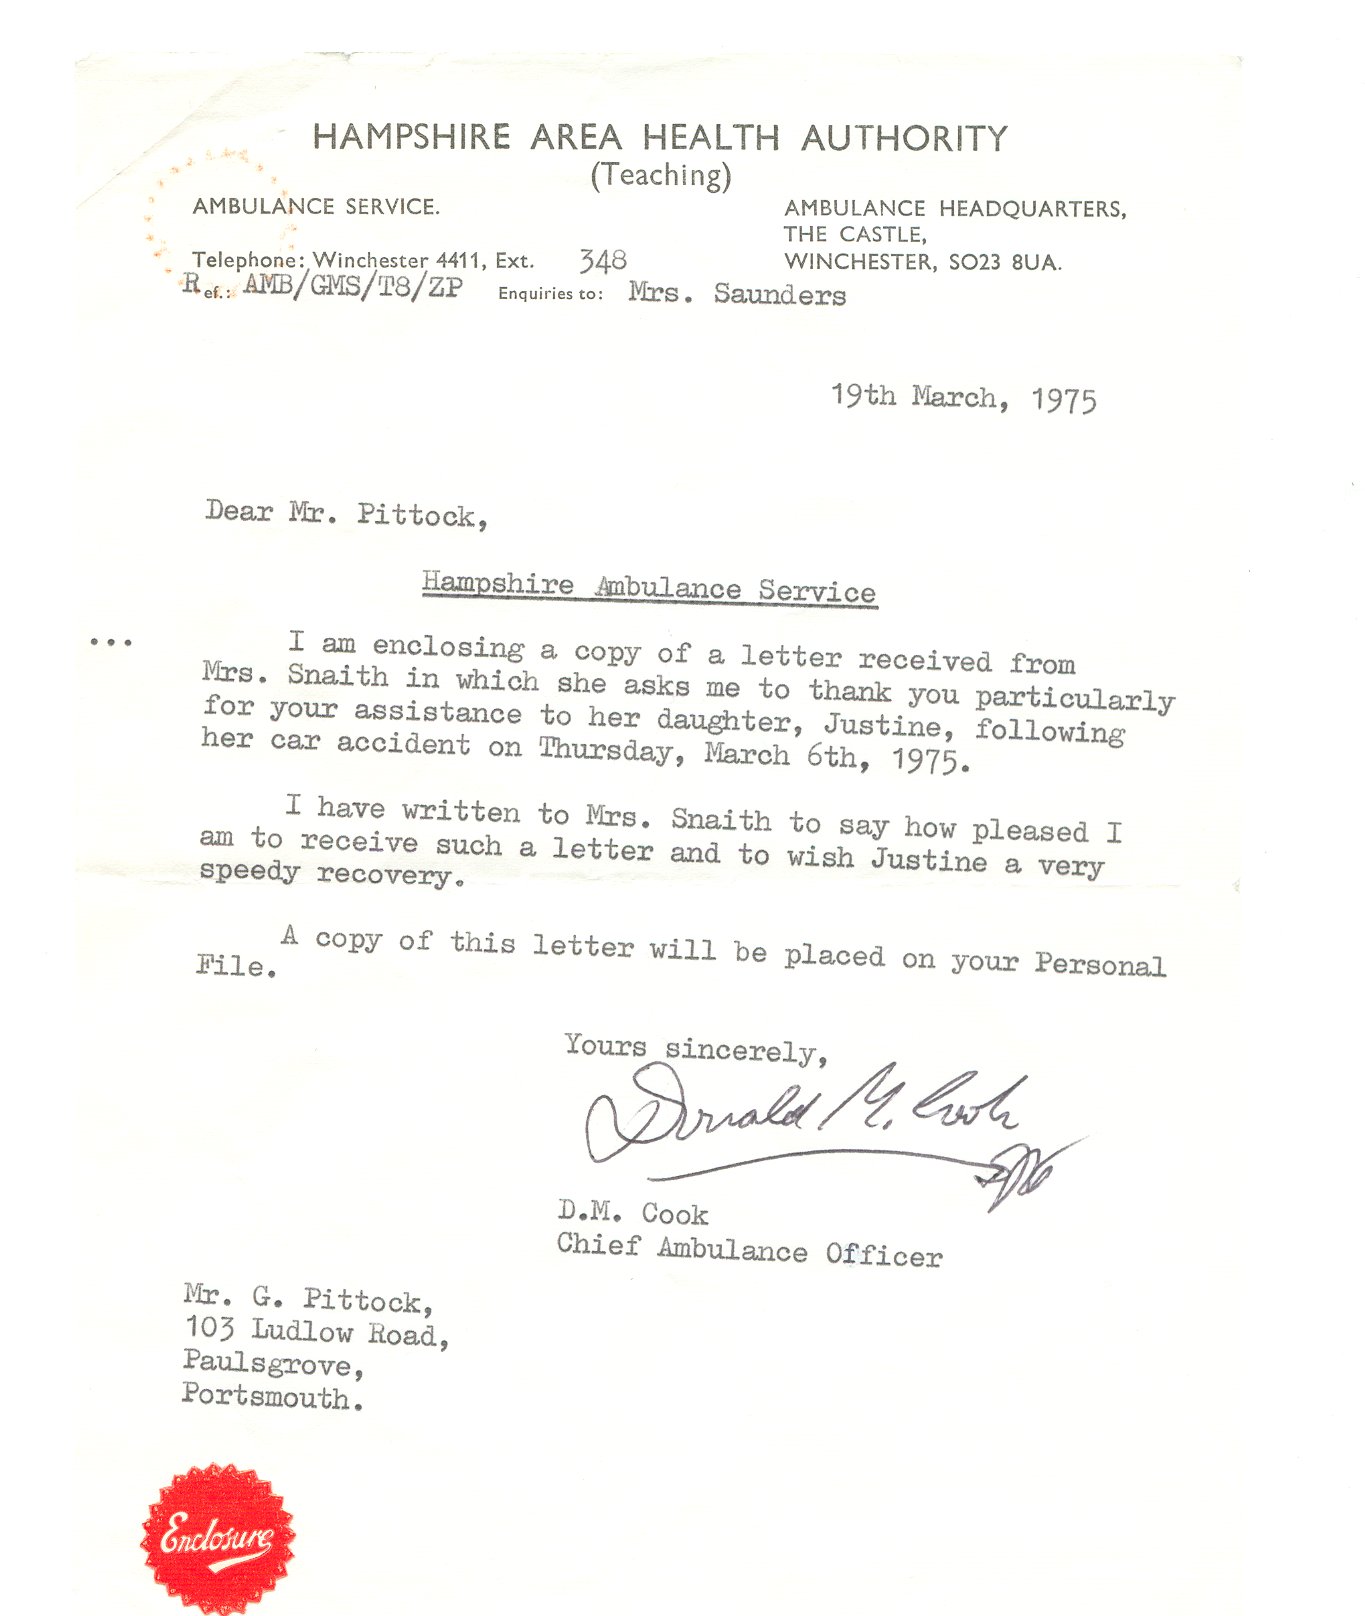 HAMPSHIRE AREA HEALTH AUTHORITY
(Teaching)
AMBULANCE SERVICE.
AMBULANCE HEADQUARTERS,
THE CASTLE,
WINCHESTER, SO23 8UA.
Telephone: Winchester 4411, Ext. 348
Ref.: AMB/GMS/T8/ZP Enquiries to: Mrs. Saunders
19th March, 1975
Dear Mr. Pittock,
Hampshire Ambulance Service
... I am enclosing a copy of a letter received from
Mrs. Snaith in which she asks me to thank you particularly
for your assistance to her daughter, Justine, following
her car accident on Thursday, March 6th, 1975.
I have written to Mrs. Snaith to say how pleased I
am to receive such a letter and to wish Justine a very
speedy recovery.
A copy of this letter will be placed on your Personal
File.
Yours sincerely,
Donald M. Cook
D.M. Cook
Chief Ambulance Officer
Mr. G. Pittock,
103 Ludlow Road,
Paulsgrove,
Portsmouth.
Enclosure